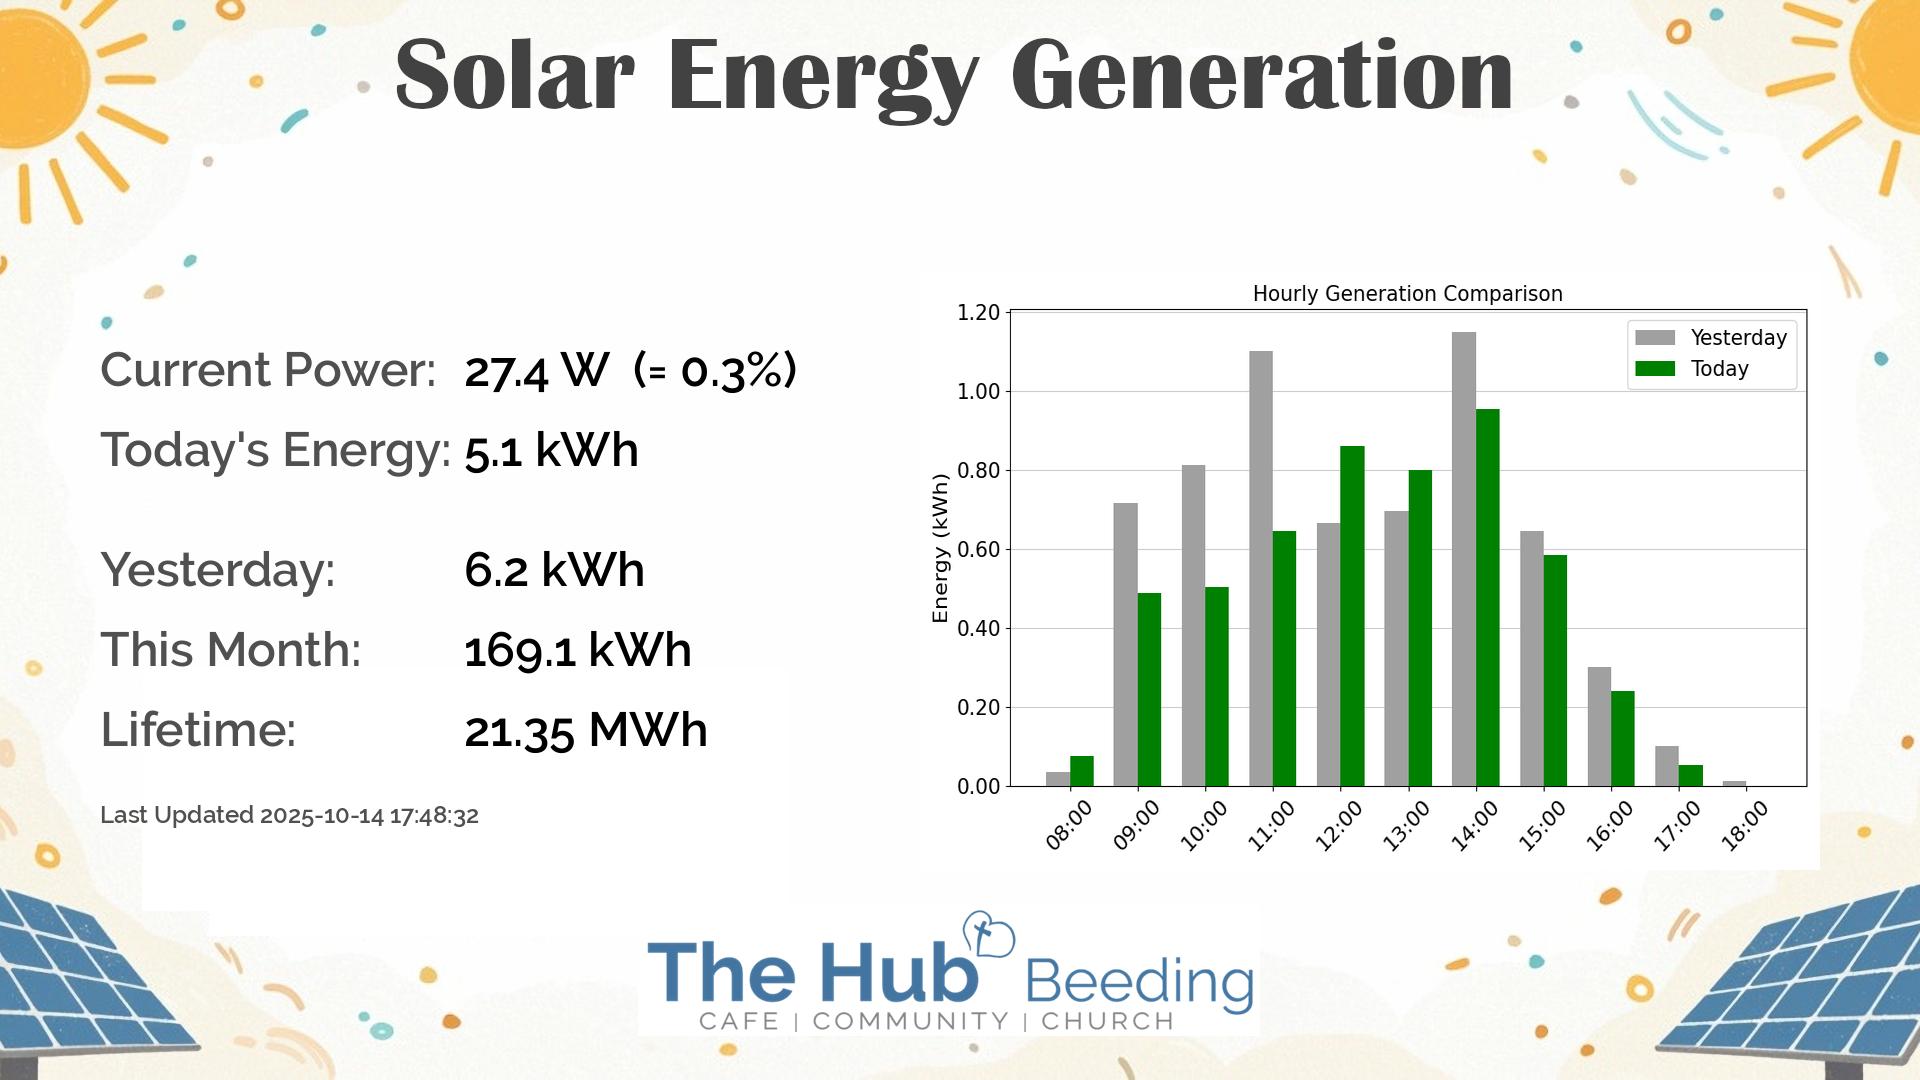 Solar Energy Generation
Current Power: 27.4 W (= 0.3%)
Today's Energy: 5.1 kWh
Yesterday: 6.2 kWh
This Month: 169.1 kWh
Lifetime: 21.35 MWh
Last Updated 2025-10-14 17:48:32
Hourly Generation Comparison
Yesterday
Today
Energy (kWh)
1.20
1.00
0.80
0.60
0.40
0.20
0.00
08:00 09:00 10:00 11:00 12:00 13:00 14:00 15:00 16:00 17:00 18:00
The Hub Beeding
CAFE | COMMUNITY | CHURCH